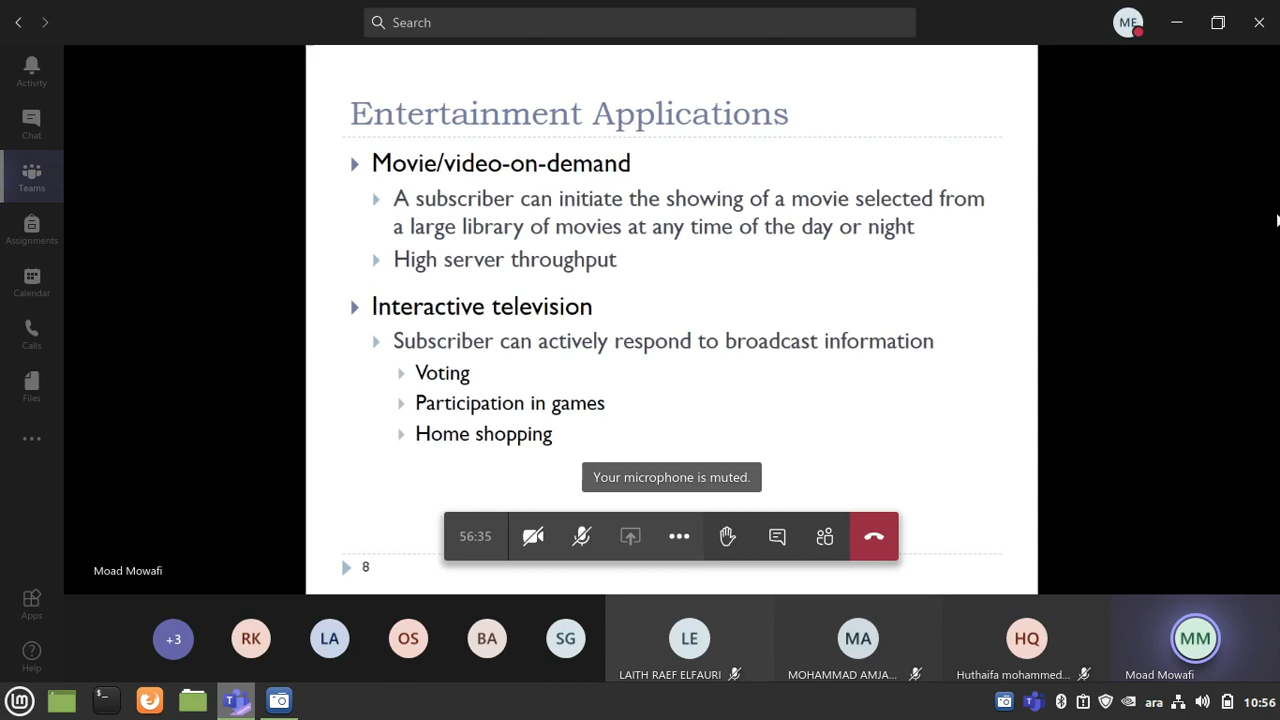 Search
ME
Activity
Chat
Teams
Assignments
Calendar
Calls
Files
Apps
Help
Entertainment Applications
Movie/video-on-demand
A subscriber can initiate the showing of a movie selected from
a large library of movies at any time of the day or night
High server throughput
Interactive television
Subscriber can actively respond to broadcast information
Voting
Participation in games
Home shopping
Your microphone is muted.
56:35
8
Moad Mowafi
+3
RK
LA
OS
BA
SG
LE
MA
HQ
MM
LAITH RAEF ELFAURI
MOHAMMAD AMJA...
Huthaifa mohammed...
Moad Mowafi
ara
10:56